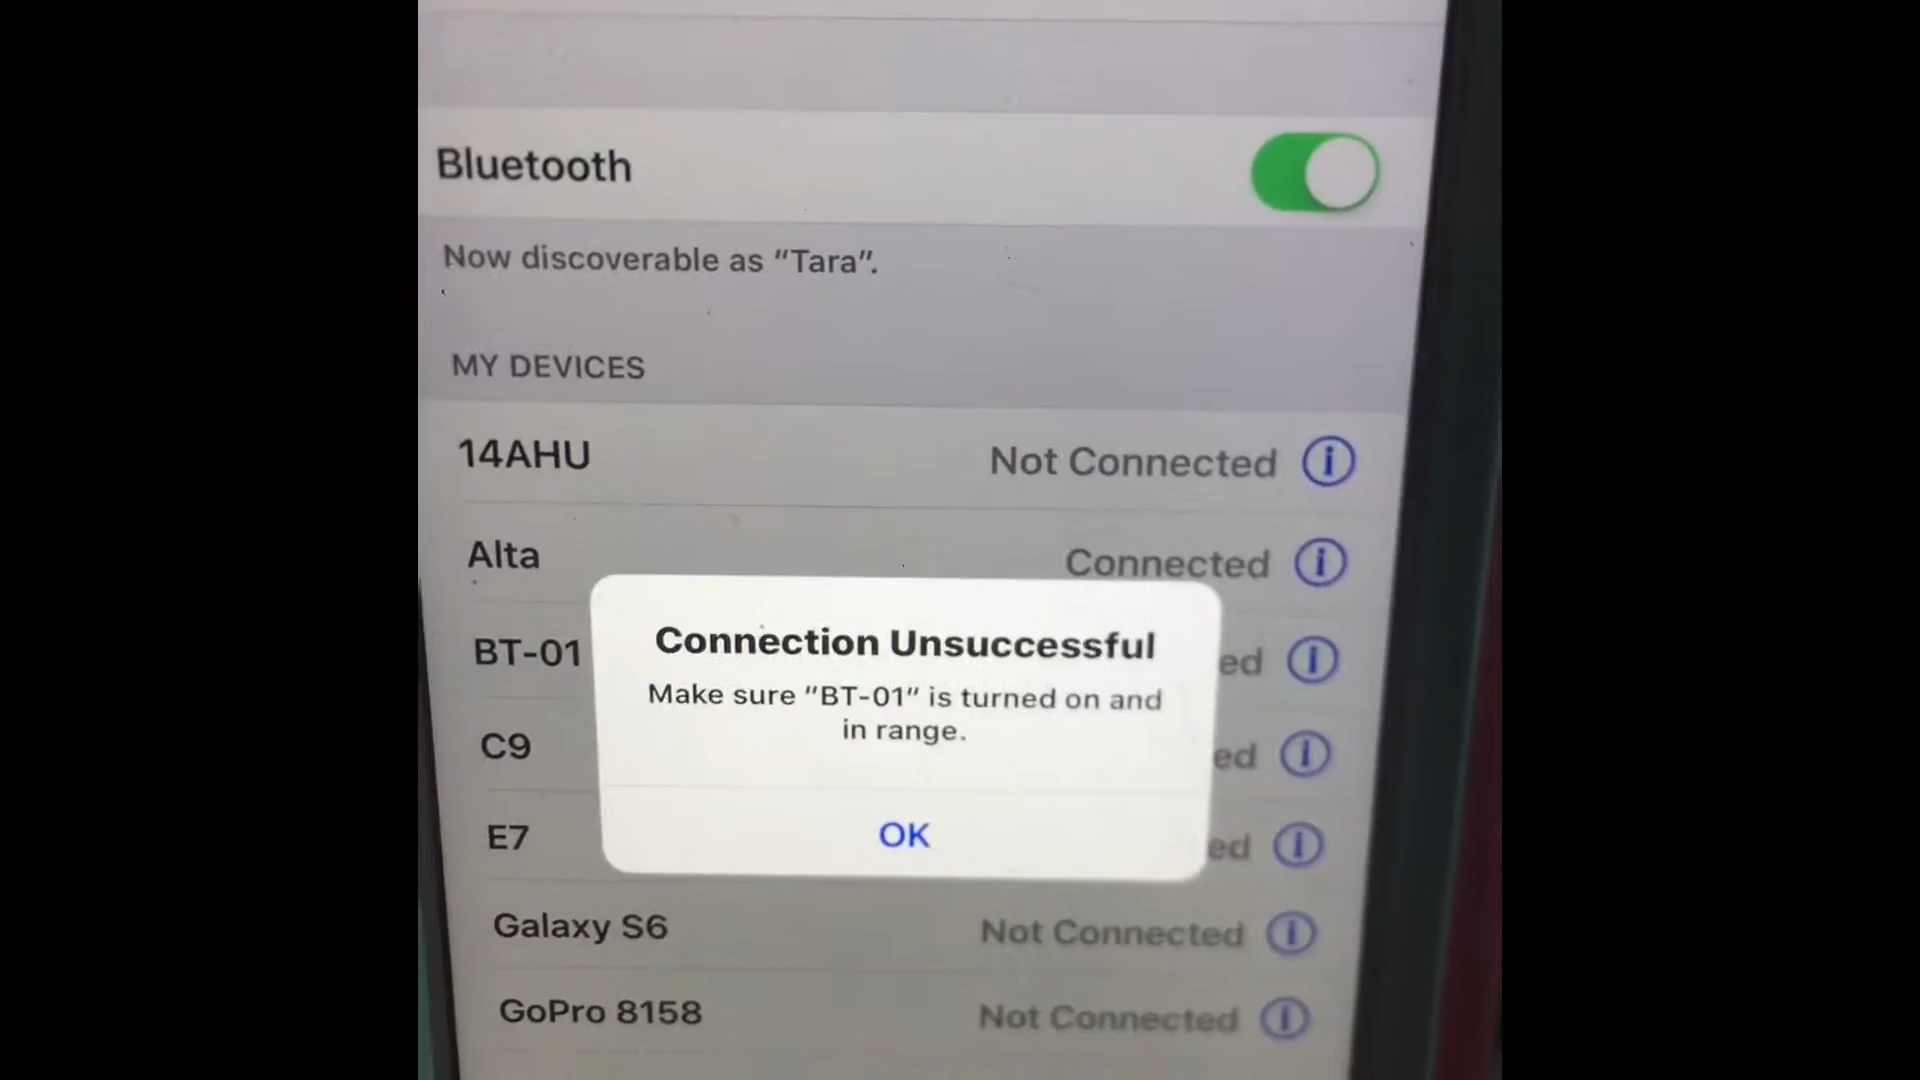 Bluetooth
Now discoverable as "Tara".
MY DEVICES
14AHU Not Connected
Alta Connected
BT-01 ed
Connection Unsuccessful
Make sure "BT-01" is turned on and
in range.
C9 ed
E7 ed
OK
Galaxy S6 Not Connected
GoPro 8158 Not Connected